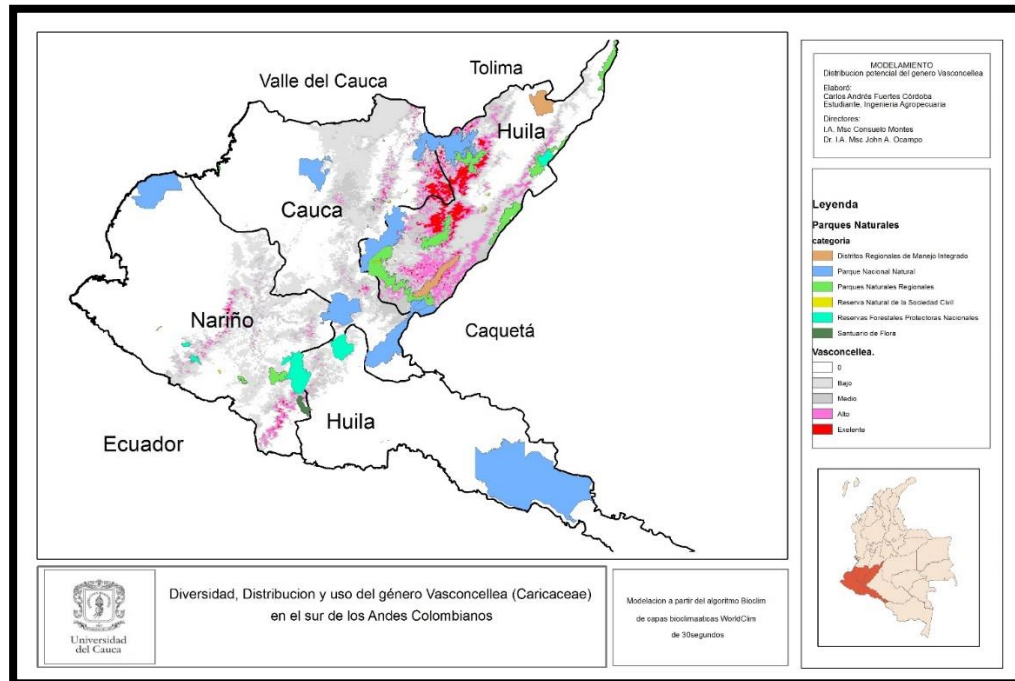 Valle del Cauca
Tolima
Huila
Cauca
Nariño
Caquetá
Ecuador
Huila
MODELAMIENTO
Distribucion potencial del genero Vasconcellea
Elaboró:
Carlos Andrés Fuertes Córdoba
Estudiante, Ingenieria Agropecuaria
Directores:
I.A. Msc Consuelo Montes
Dr. I.A. Msc John A. Ocampo
Leyenda
Parques Naturales
categoria
Distritos Regionales de Manejo Integrado
Parque Nacional Natural
Parques Naturales Regionales
Reserva Natural de la Sociedad Civil
Reservas Forestales Protectoras Nacionales
Santuario de Flora
Vasconcellea.
0
Bajo
Medio
Alto
Exelente
Universidad
del Cauca
Diversidad, Distribucion y uso del género Vasconcellea (Caricaceae)
en el sur de los Andes Colombianos
Modelacion a partir del algoritmo Bioclim
de capas bioclimaaticas WorldClim
de 30segundos